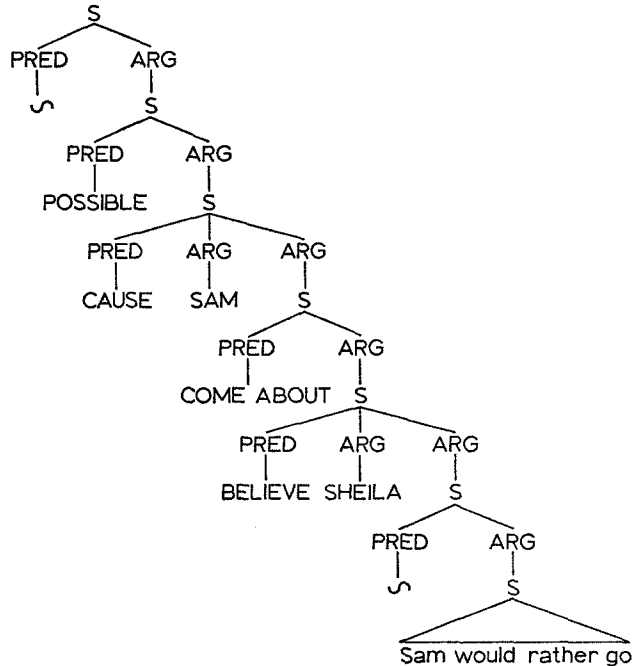 S
PRED ARG
∽ S
PRED ARG
POSSIBLE S
PRED ARG ARG
CAUSE SAM S
PRED ARG
COME ABOUT S
PRED ARG ARG
BELIEVE SHEILA S
PRED ARG
∽ S
Sam would rather go